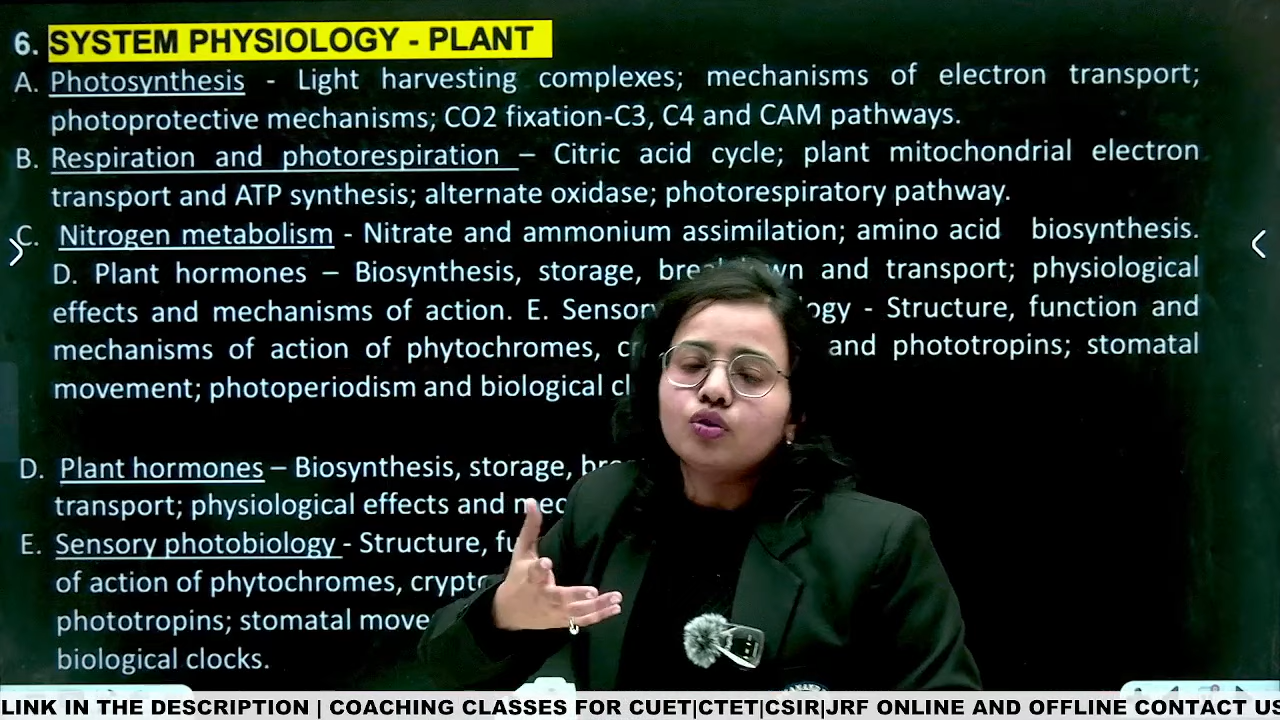 6. SYSTEM PHYSIOLOGY - PLANT
A. Photosynthesis - Light harvesting complexes; mechanisms of electron transport;
photoprotective mechanisms; CO2 fixation-C3, C4 and CAM pathways.
B. Respiration and photorespiration – Citric acid cycle; plant mitochondrial electron
transport and ATP synthesis; alternate oxidase; photorespiratory pathway.
C. Nitrogen metabolism - Nitrate and ammonium assimilation; amino acid biosynthesis.
D. Plant hormones – Biosynthesis, storage, and transport; physiological
effects and mechanisms of action. E. Sensory - Structure, function and
mechanisms of action of phytochromes, and phototropins; stomatal
movement; photoperiodism and biological
D. Plant hormones – Biosynthesis, storage,
transport; physiological effects and
E. Sensory photobiology - Structure,
of action of phytochromes,
phototropins; stomatal
biological clocks.
LINK IN THE DESCRIPTION | COACHING CLASSES FOR CUET|CTET|CSIR|JRF ONLINE AND OFFLINE CONTACT US